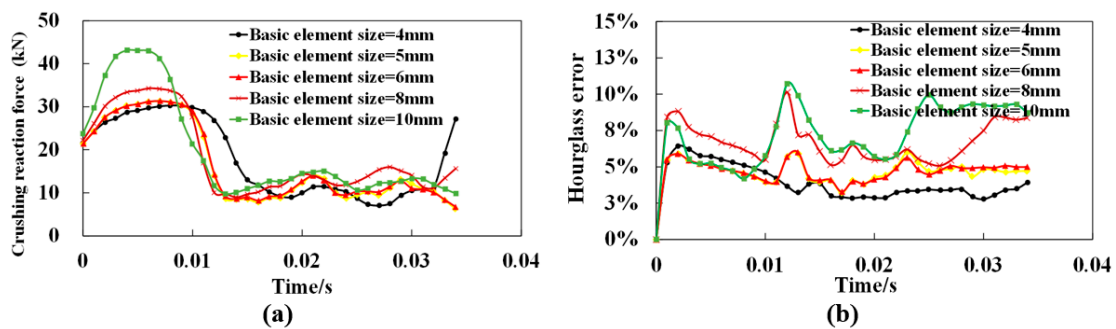 Crushing reaction force (kN)
50
40
30
20
10
0
Basic element size=4mm
Basic element size=5mm
Basic element size=6mm
Basic element size=8mm
Basic element size=10mm
0
0.01
0.02
0.03
0.04
Time/s
(a)
Hourglass error
15%
13%
10%
8%
5%
3%
0%
Basic element size=4mm
Basic element size=5mm
Basic element size=6mm
Basic element size=8mm
Basic element size=10mm
0
0.01
0.02
0.03
0.04
Time/s
(b)